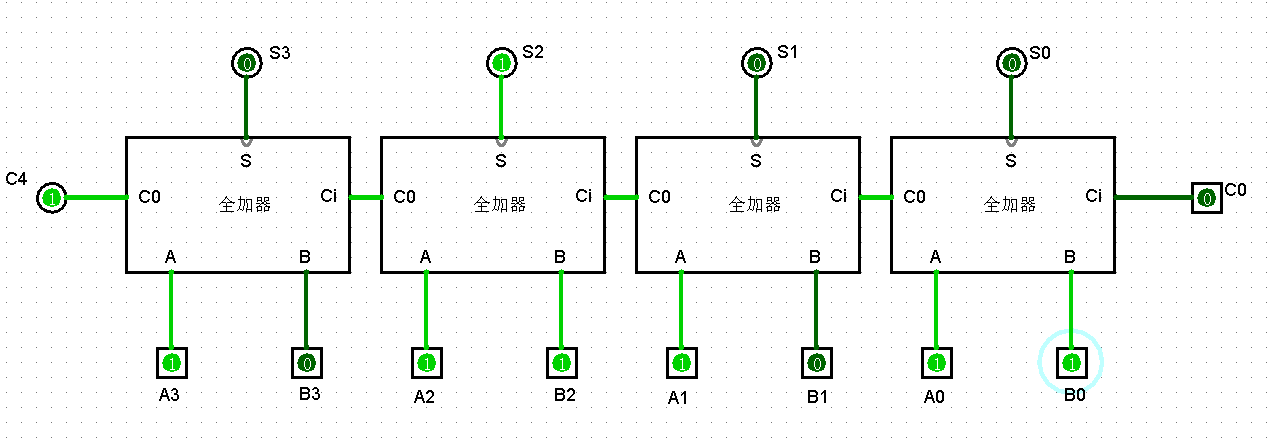 S3 S2 S1 S0
0 1 0 0
S S S S
C4 1 C0 全加器 Ci C0 全加器 Ci C0 全加器 Ci C0 全加器 Ci 0 C0
A B A B A B A B
1 0 1 1 1 0 1 1
A3 B3 A2 B2 A1 B1 A0 B0